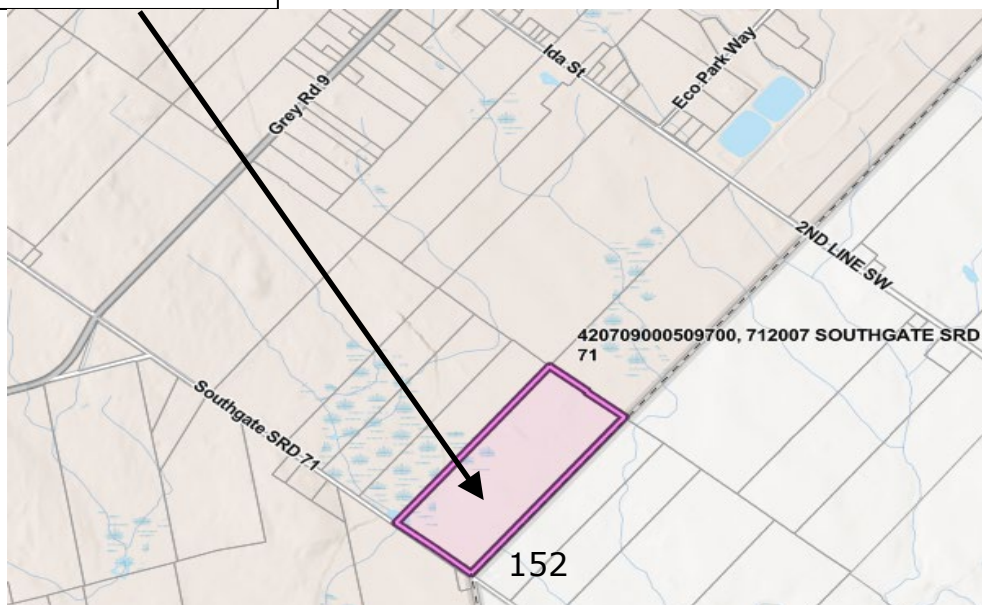 Grey Rd 9
Ida St
Eco Park Way
2ND LINE SW
420709000509700, 712007 SOUTHGATE SRD
71
Southgate SRD 71
152